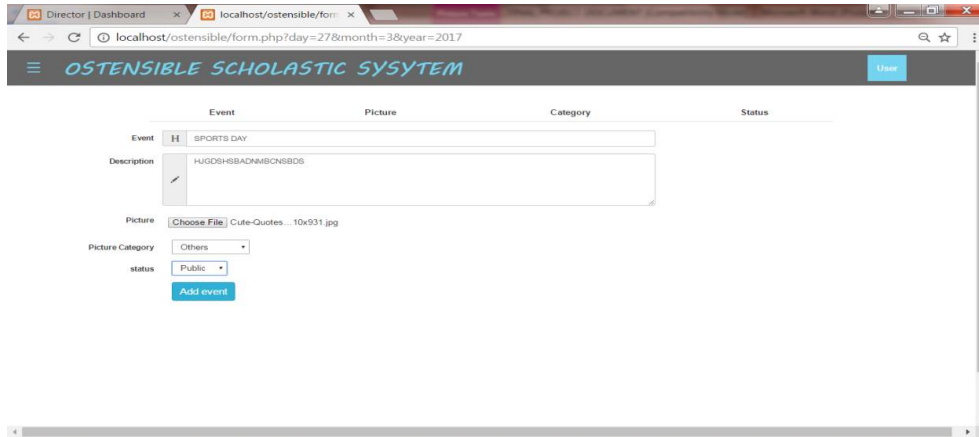 Director | Dashboard
localhost/ostensible/form
localhost/ostensible/form.php?day=27&month=3&year=2017
OSTENSIBLE SCHOLASTIC SYSYTEM
User
Event Picture Category Status
Event H SPORTS DAY
Description HJGDSHSBADNMBCNSBDS
Picture Choose File Cute-Quotes...10x931.jpg
Picture Category Others
status Public
Add event